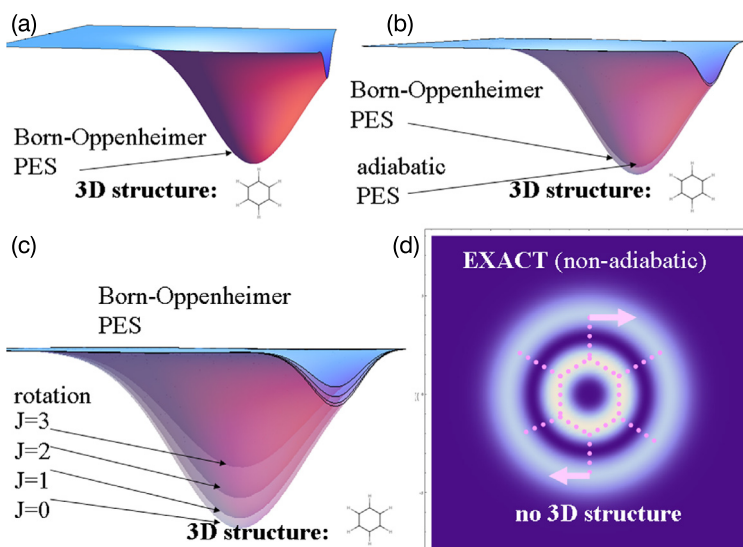 (a)
Born-Oppenheimer
PES
3D structure:
H
H
H
H
H
H
(b)
Born-Oppenheimer
PES
adiabatic
PES
3D structure:
H
H
H
H
H
H
(c)
Born-Oppenheimer
PES
rotation
J=3
J=2
J=1
J=0
3D structure:
H
H
H
H
H
H
(d)
EXACT (non-adiabatic)
no 3D structure